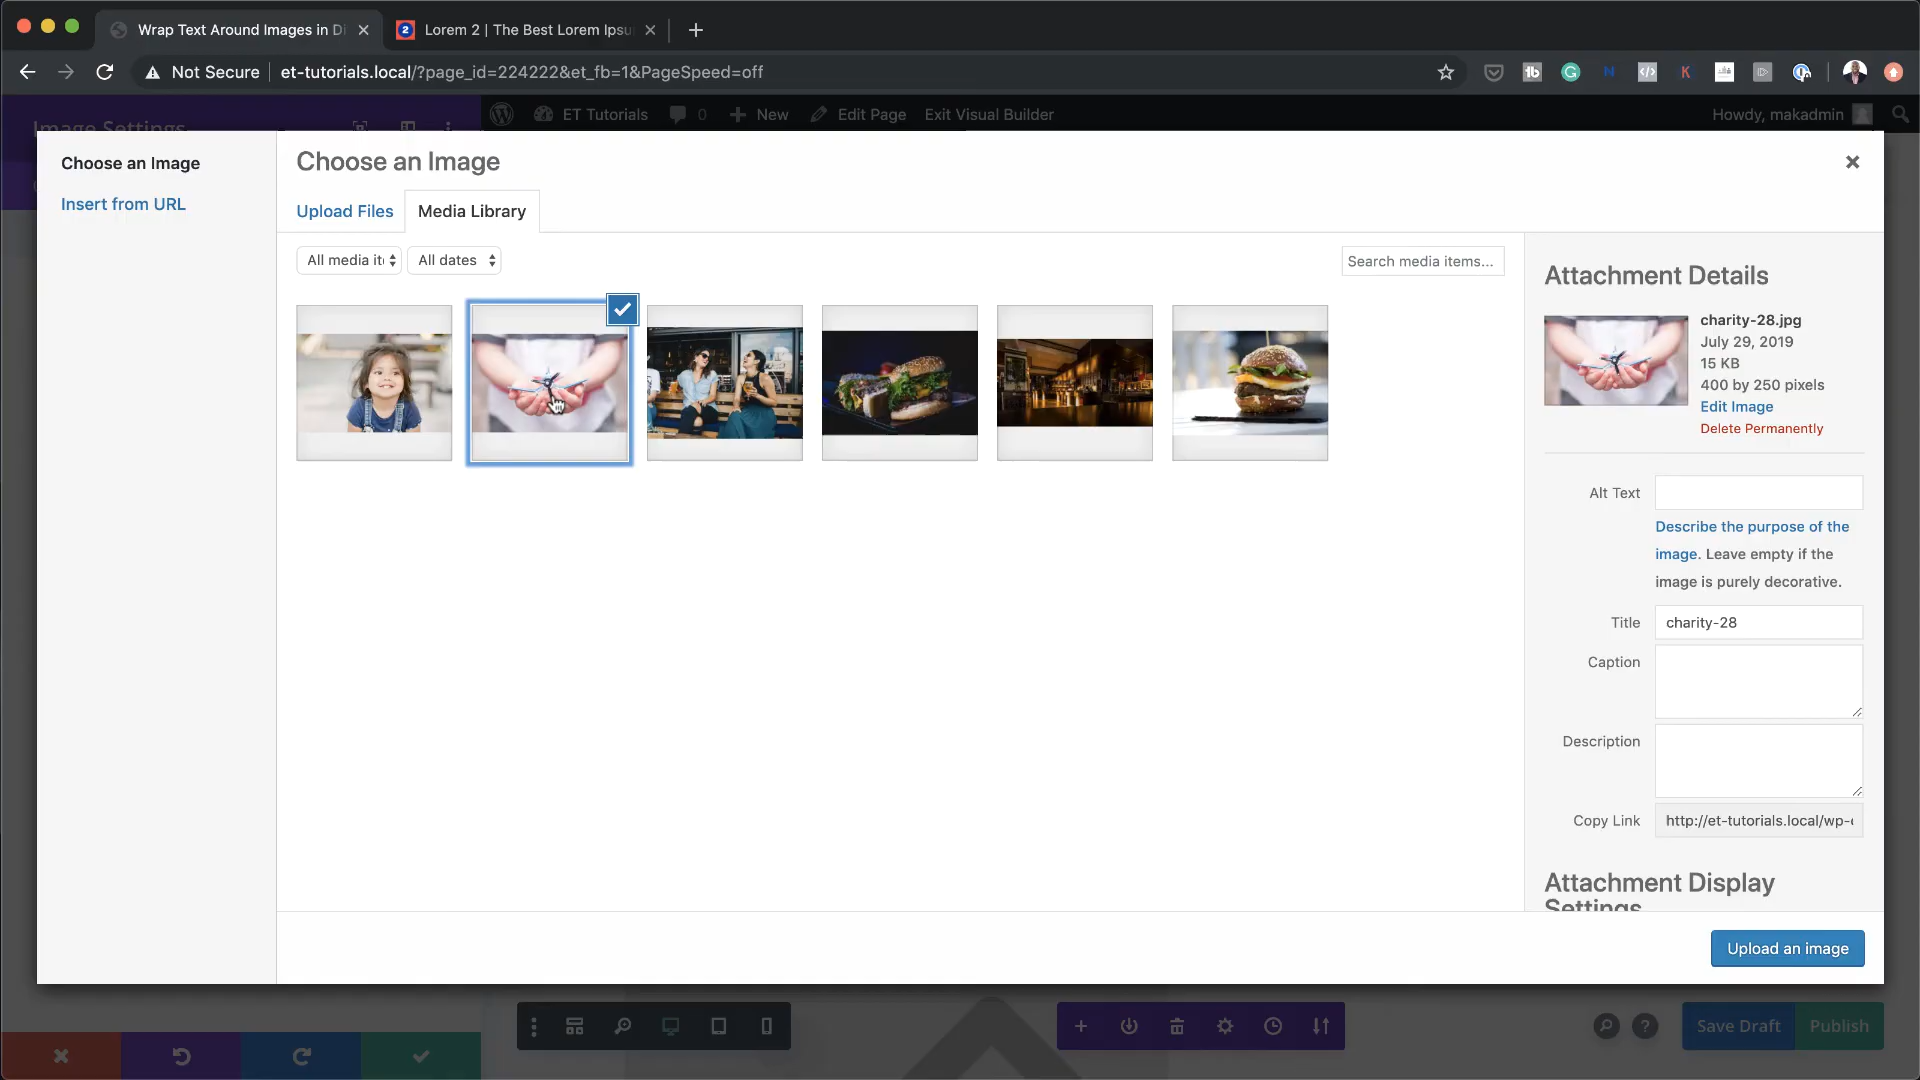 Wrap Text Around Images in Di
Lorem 2 | The Best Lorem Ipsu
Not Secure
et-tutorials.local/?page_id=224222&et_fb=1&PageSpeed=off
Image Settings
ET Tutorials
0
New
Edit Page
Exit Visual Builder
Howdy, makadmin
Choose an Image
Insert from URL
Choose an Image
Upload Files
Media Library
All media it
All dates
Search media items...
Attachment Details
charity-28.jpg
July 29, 2019
15 KB
400 by 250 pixels
Edit Image
Delete Permanently
Alt Text
Describe the purpose of the
image. Leave empty if the
image is purely decorative.
Title
charity-28
Caption
Description
Copy Link
http://et-tutorials.local/wp-c
Attachment Display
Settings
Upload an image
Save Draft
Publish